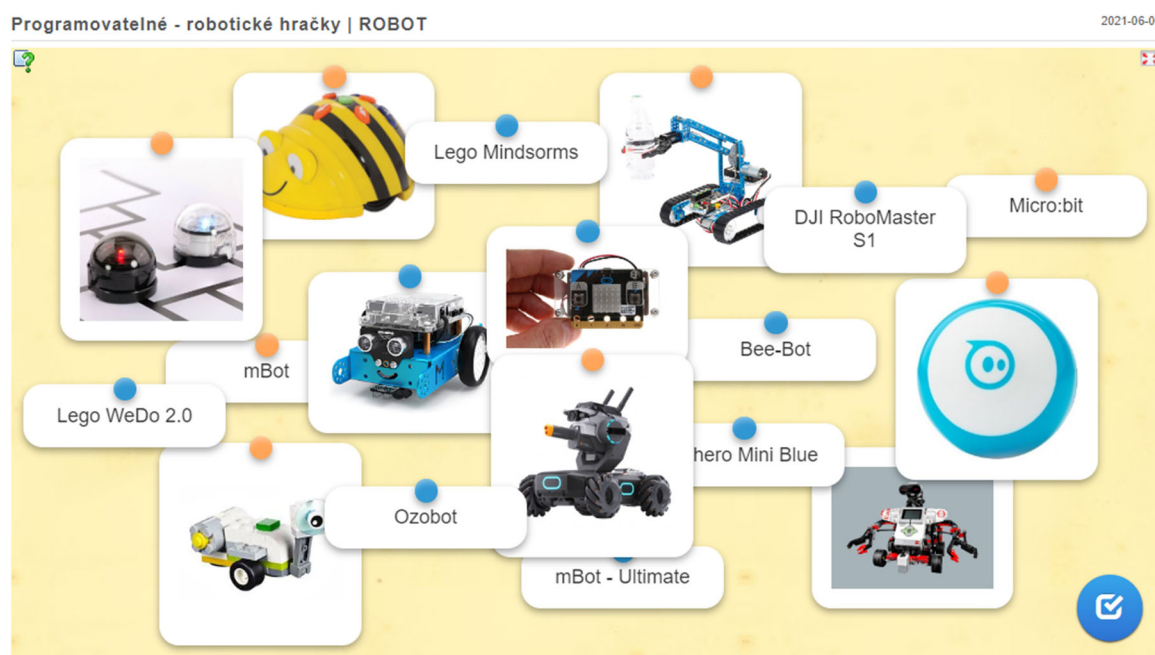 Programovatelné - robotické hračky | ROBOT
2021-06-0
Lego Mindsorms
DJI RoboMaster
S1
Micro:bit
mBot
Bee-Bot
Lego WeDo 2.0
hero Mini Blue
Ozobot
mBot - Ultimate